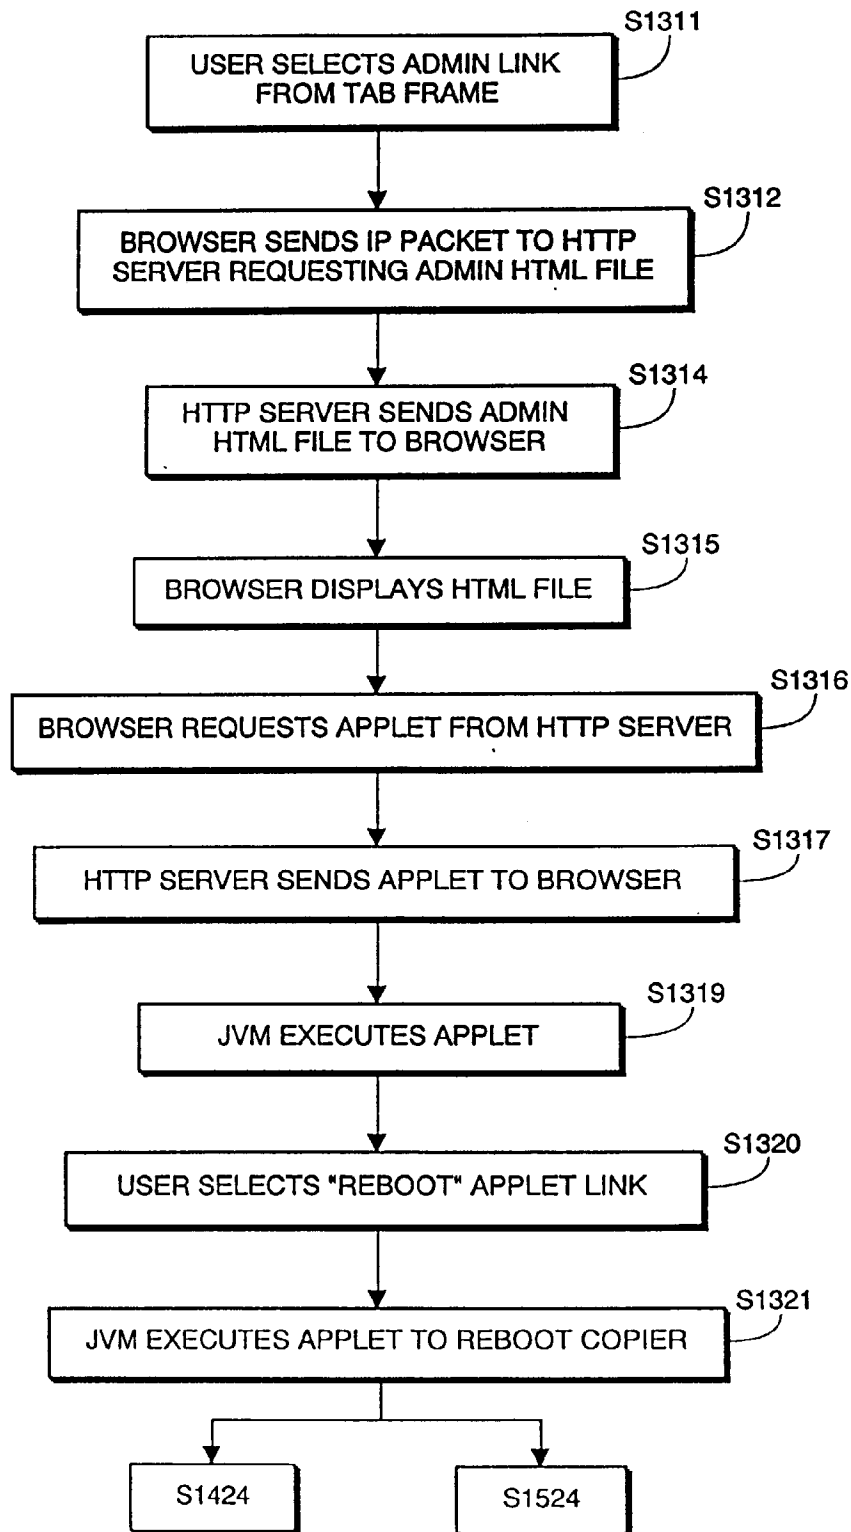 S1311
USER SELECTS ADMIN LINK
FROM TAB FRAME
S1312
BROWSER SENDS IP PACKET TO HTTP
SERVER REQUESTING ADMIN HTML FILE
S1314
HTTP SERVER SENDS ADMIN
HTML FILE TO BROWSER
S1315
BROWSER DISPLAYS HTML FILE
S1316
BROWSER REQUESTS APPLET FROM HTTP SERVER
S1317
HTTP SERVER SENDS APPLET TO BROWSER
S1319
JVM EXECUTES APPLET
S1320
USER SELECTS "REBOOT" APPLET LINK
S1321
JVM EXECUTES APPLET TO REBOOT COPIER
S1424
S1524